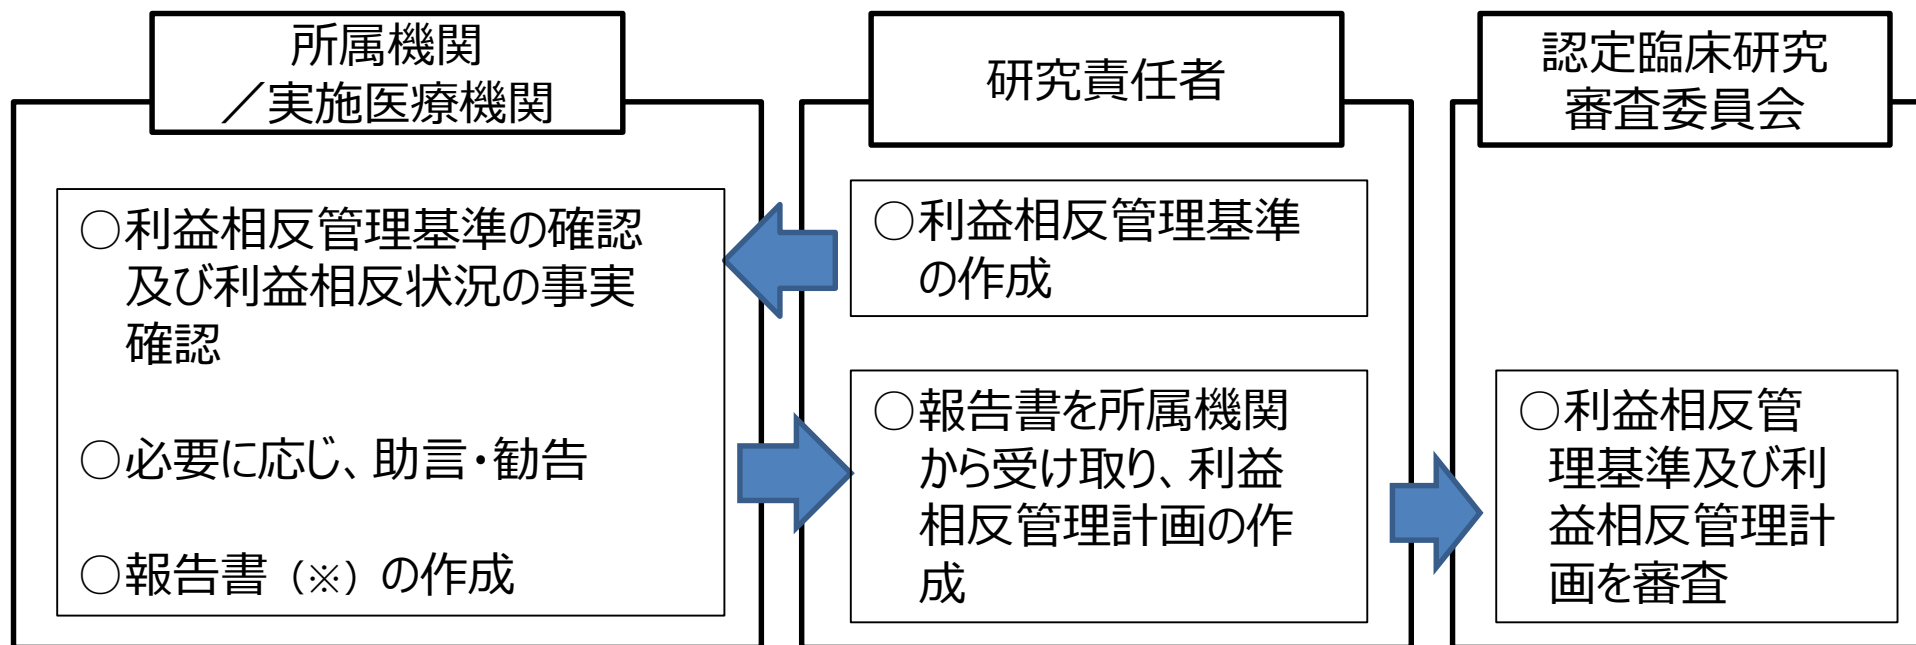 所属機関
／実施医療機関
研究責任者
認定臨床研究
審査委員会
○利益相反管理基準の確認
及び利益相反状況の事実
確認
○必要に応じ、助言・勧告
○報告書（※）の作成
○利益相反管理基準
の作成
○報告書を所属機関
から受け取り、利益
相反管理計画の作
成
○利益相反管
理基準及び利
益相反管理計
画を審査